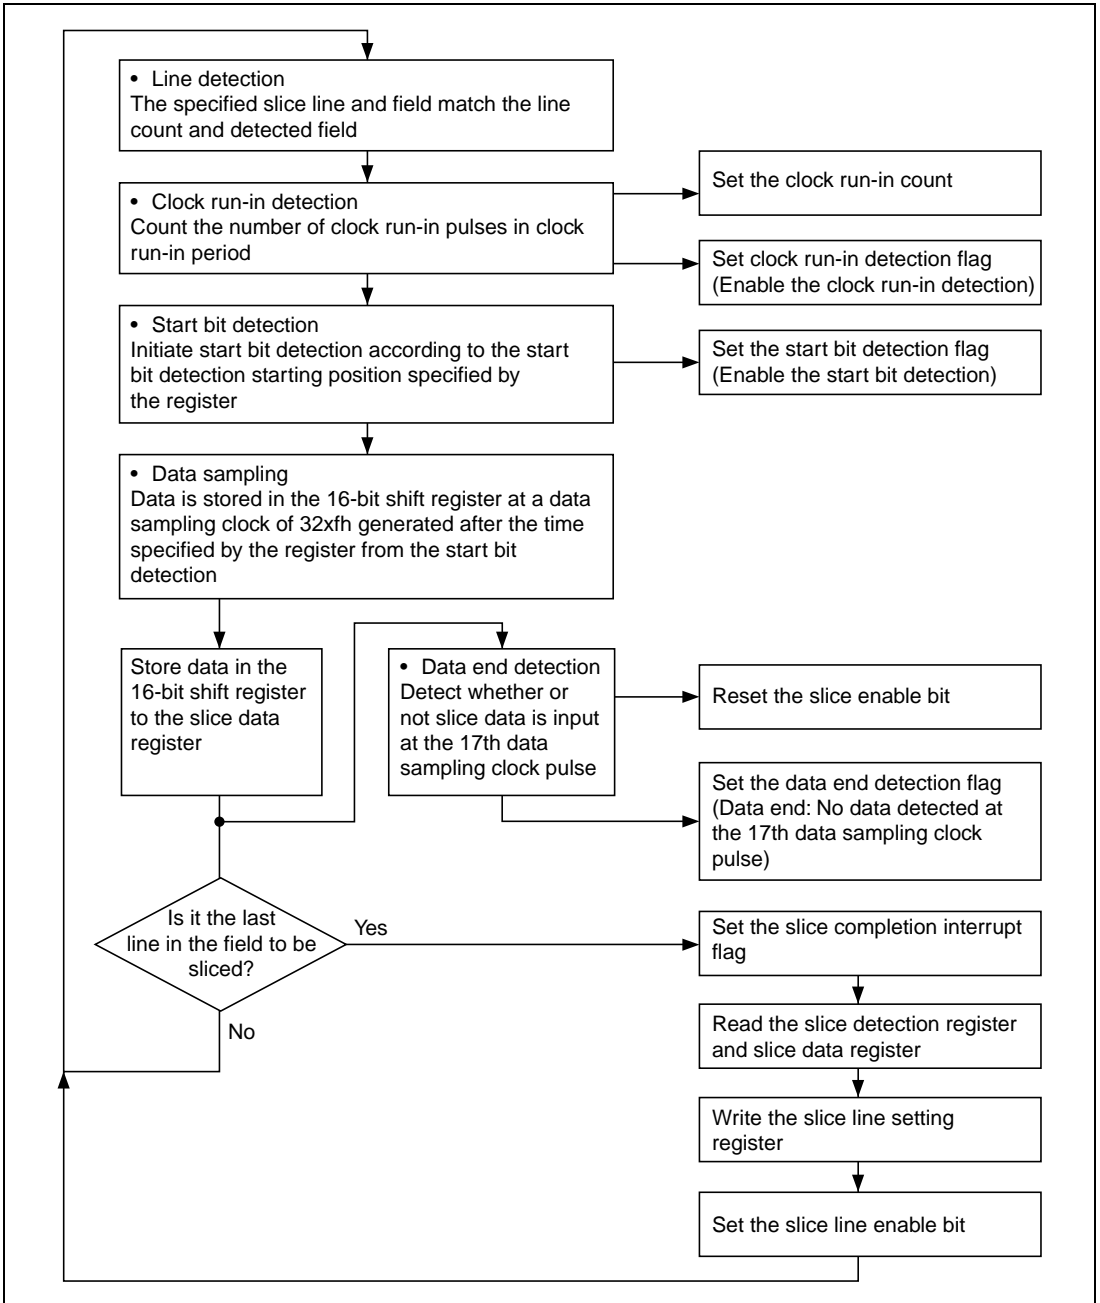 • Line detection
The specified slice line and field match the line
count and detected field
• Clock run-in detection
Count the number of clock run-in pulses in clock
run-in period
Set the clock run-in count
Set clock run-in detection flag
(Enable the clock run-in detection)
• Start bit detection
Initiate start bit detection according to the start
bit detection starting position specified by
the register
Set the start bit detection flag
(Enable the start bit detection)
• Data sampling
Data is stored in the 16-bit shift register at a data
sampling clock of 32xfh generated after the time
specified by the register from the start bit
detection
Store data in the
16-bit shift register
to the slice data
register
• Data end detection
Detect whether or
not slice data is input
at the 17th data
sampling clock pulse
Reset the slice enable bit
Set the data end detection flag
(Data end: No data detected at
the 17th data sampling clock
pulse)
Is it the last
line in the field to be
sliced?
Yes
No
Set the slice completion interrupt
flag
Read the slice detection register
and slice data register
Write the slice line setting
register
Set the slice line enable bit